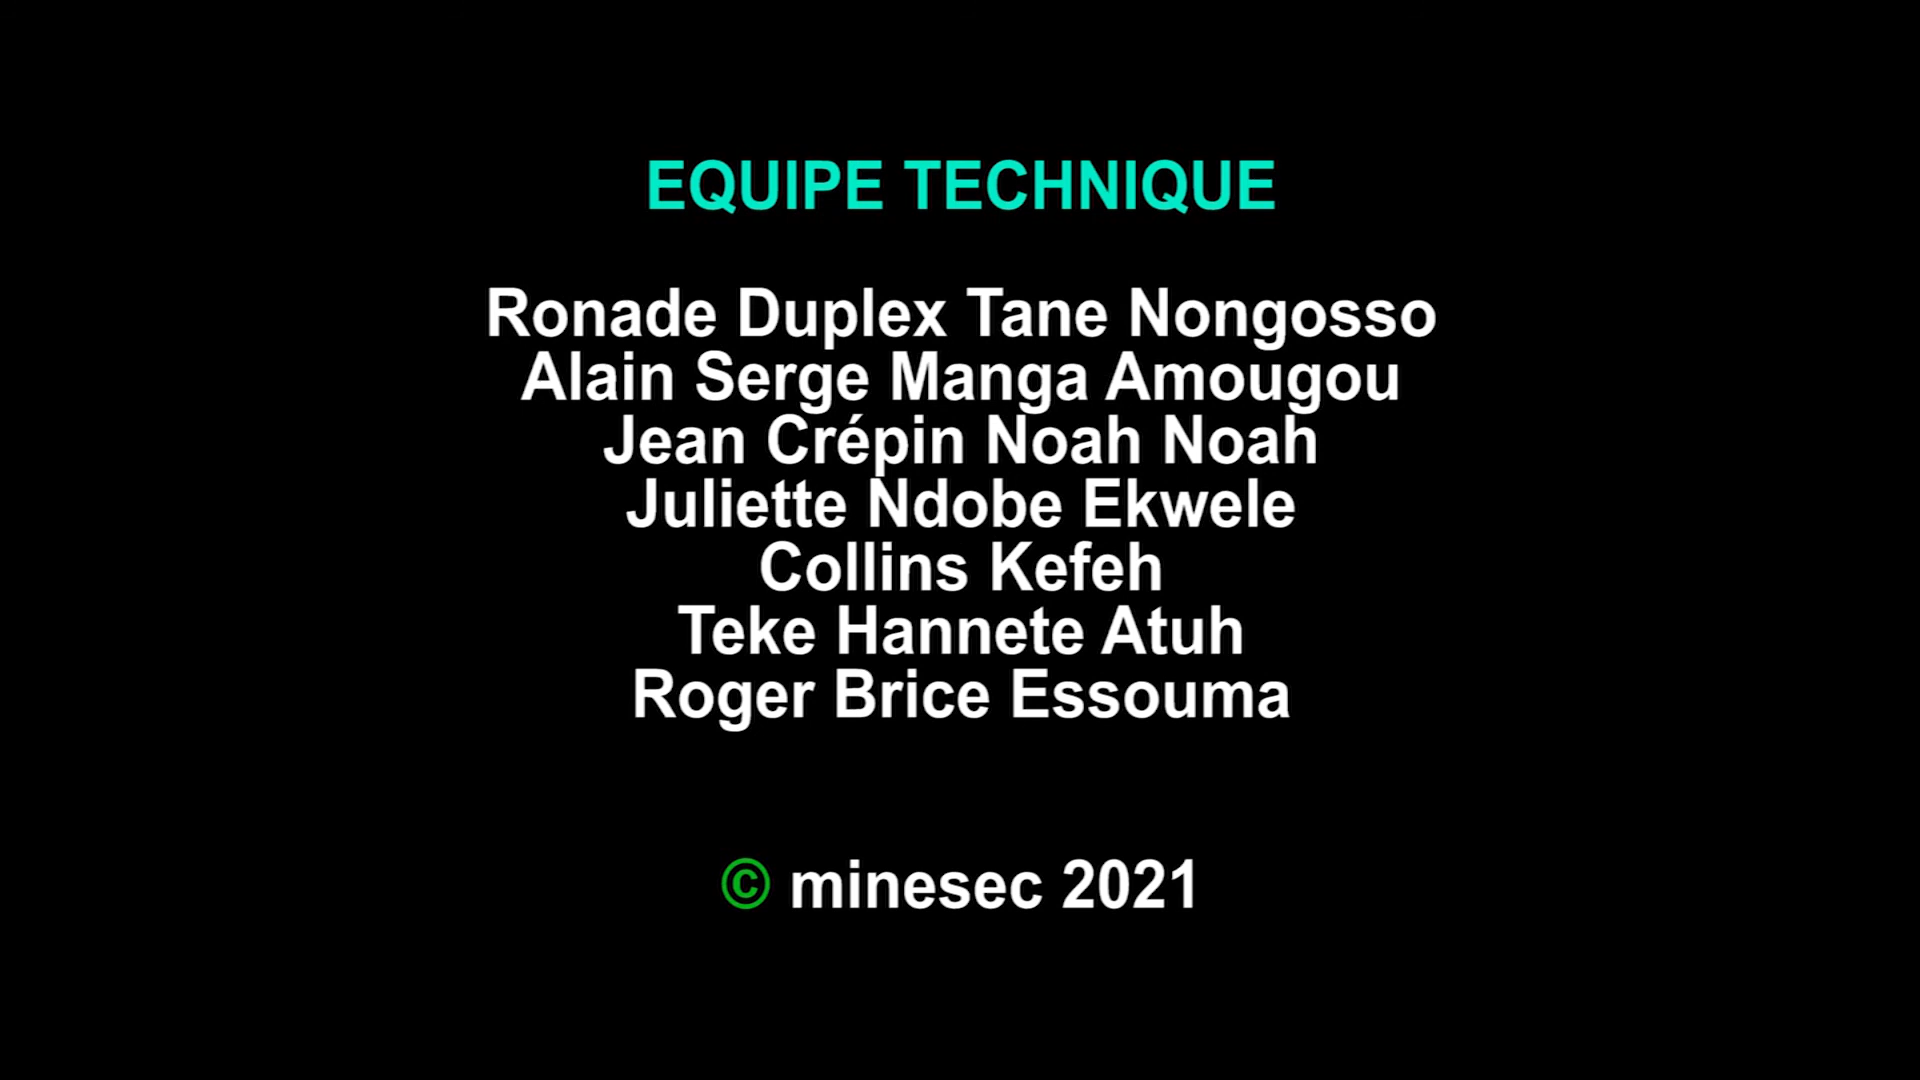 EQUIPE TECHNIQUE
Ronade Duplex Tane Nongosso
Alain Serge Manga Amougou
Jean Crépin Noah Noah
Juliette Ndobe Ekwele
Collins Kefeh
Teke Hannete Atuh
Roger Brice Essouma
© minesec 2021